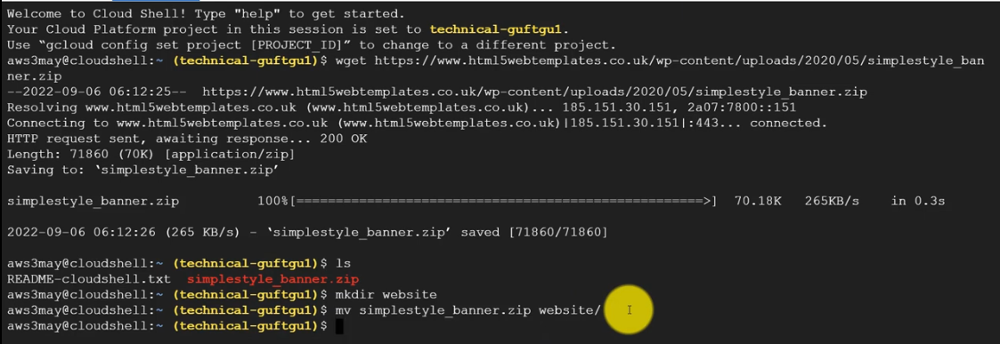 Welcome to Cloud Shell! Type "help" to get started.
Your Cloud Platform project in this session is set to technical-guftgu1.
Use “gcloud config set project [PROJECT_ID]” to change to a different project.
aws3may@cloudshell:~ (technical-guftgu1)$ wget https://www.html5webtemplates.co.uk/wp-content/uploads/2020/05/simplestyle_ban
ner.zip
--2022-09-06 06:12:25--  https://www.html5webtemplates.co.uk/wp-content/uploads/2020/05/simplestyle_banner.zip
Resolving www.html5webtemplates.co.uk (www.html5webtemplates.co.uk)... 185.151.30.151, 2a07:7800::151
Connecting to www.html5webtemplates.co.uk (www.html5webtemplates.co.uk)|185.151.30.151|:443... connected.
HTTP request sent, awaiting response... 200 OK
Length: 71860 (70K) [application/zip]
Saving to: ‘simplestyle_banner.zip’
simplestyle_banner.zip 100%[===================================================>] 70.18K 265KB/s in 0.3s
2022-09-06 06:12:26 (265 KB/s) - ‘simplestyle_banner.zip’ saved [71860/71860]
aws3may@cloudshell:~ (technical-guftgu1)$ ls
README-cloudshell.txt simplestyle_banner.zip
aws3may@cloudshell:~ (technical-guftgu1)$ mkdir website
aws3may@cloudshell:~ (technical-guftgu1)$ mv simplestyle_banner.zip website/
aws3may@cloudshell:~ (technical-guftgu1)$